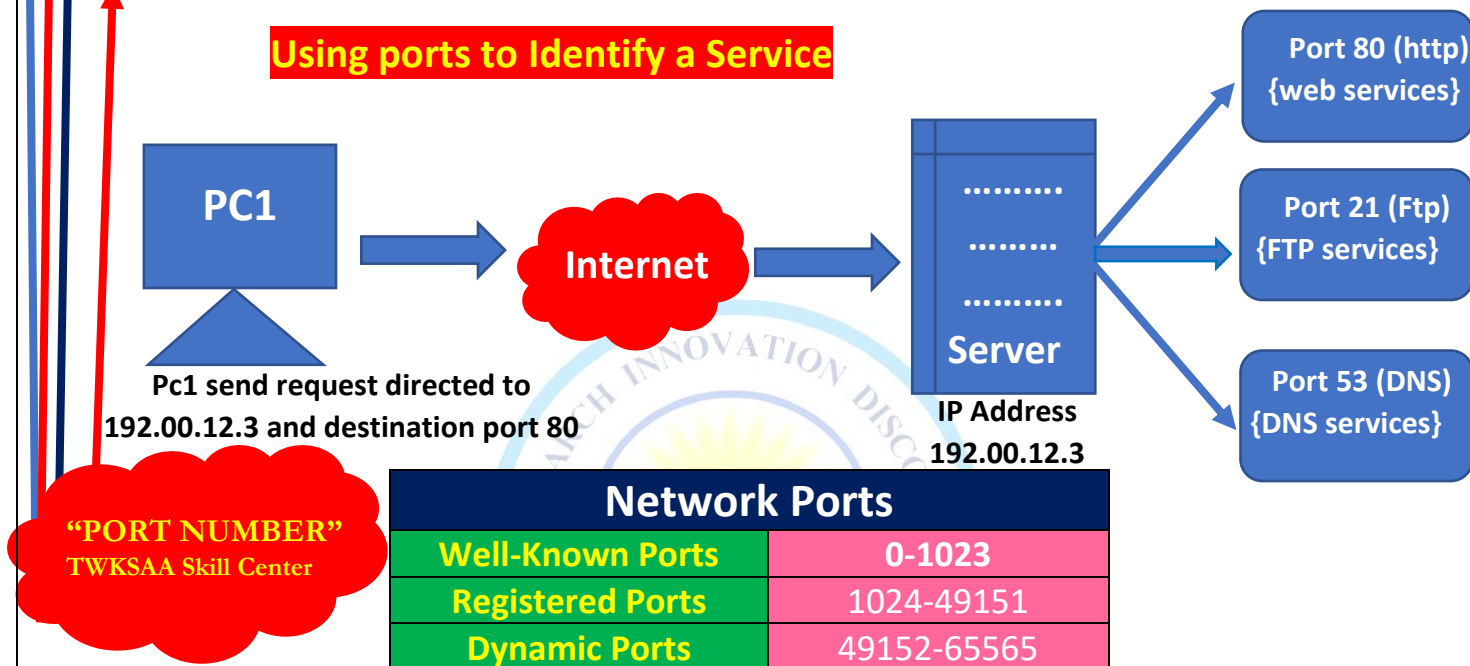 Using ports to Identify a Service
Port 80 (http)
{web services}
PC1
Internet
……….
………
……….
Server
Port 21 (Ftp)
{FTP services}
Port 53 (DNS)
{DNS services}
Pc1 send request directed to
192.00.12.3 and destination port 80
IP Address
192.00.12.3
INNOVATION
“PORT NUMBER”
TWKSAA Skill Center
Network Ports
Well-Known Ports 0-1023
Registered Ports 1024-49151
Dynamic Ports 49152-65565